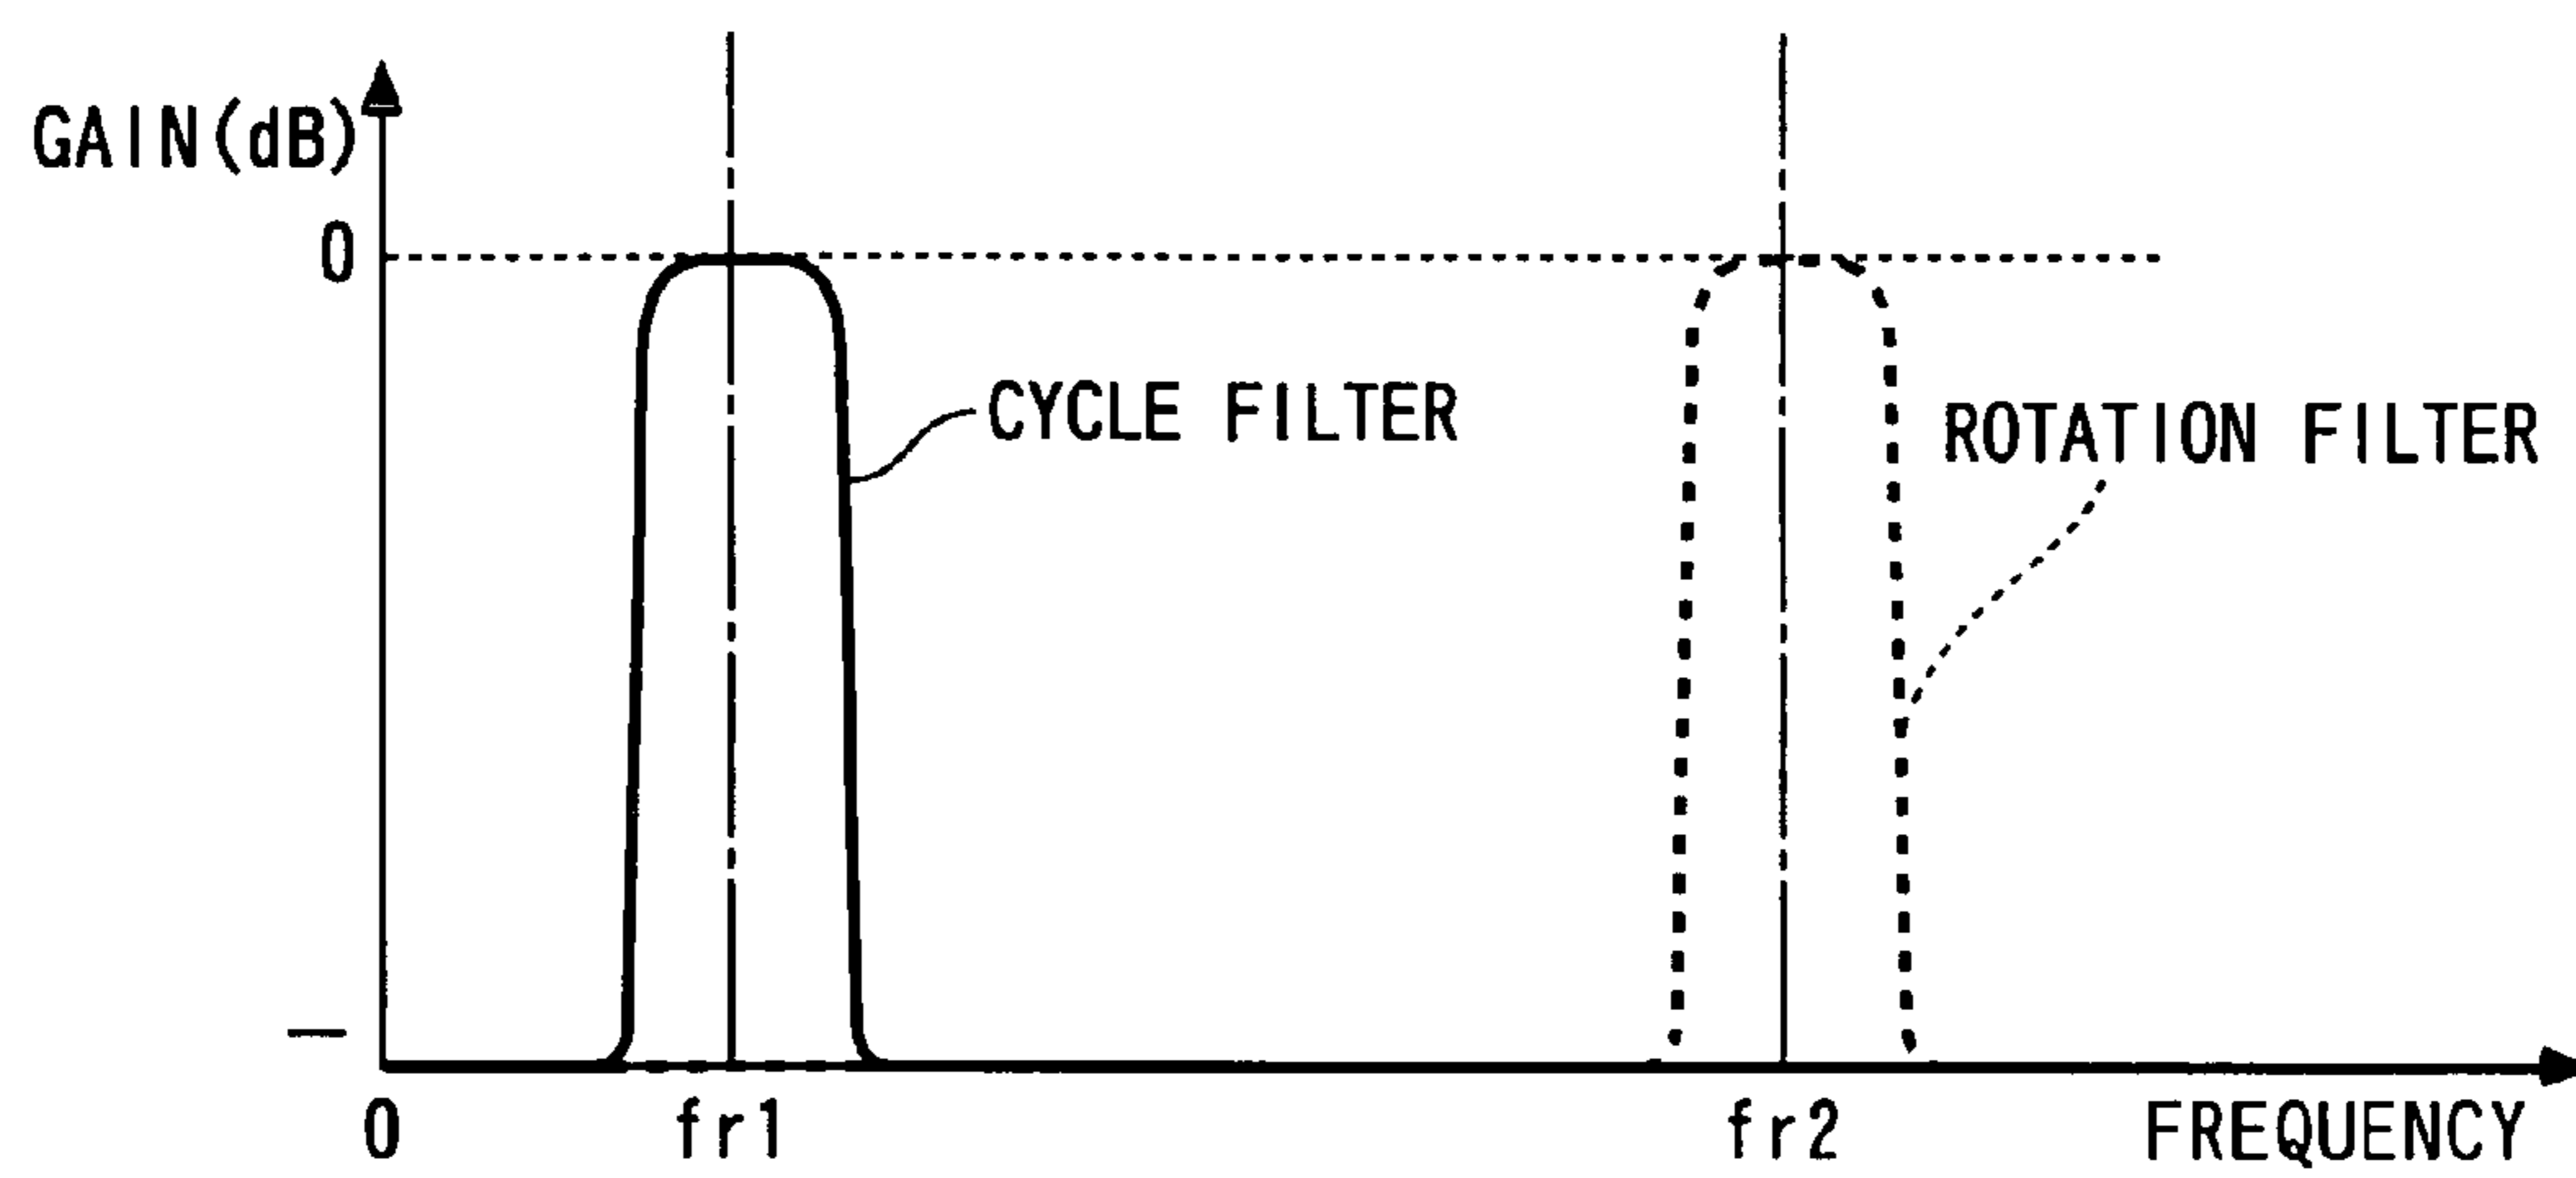 GAIN(dB)
0
CYCLE FILTER
ROTATION FILTER
—
0
fr1
fr2
FREQUENCY